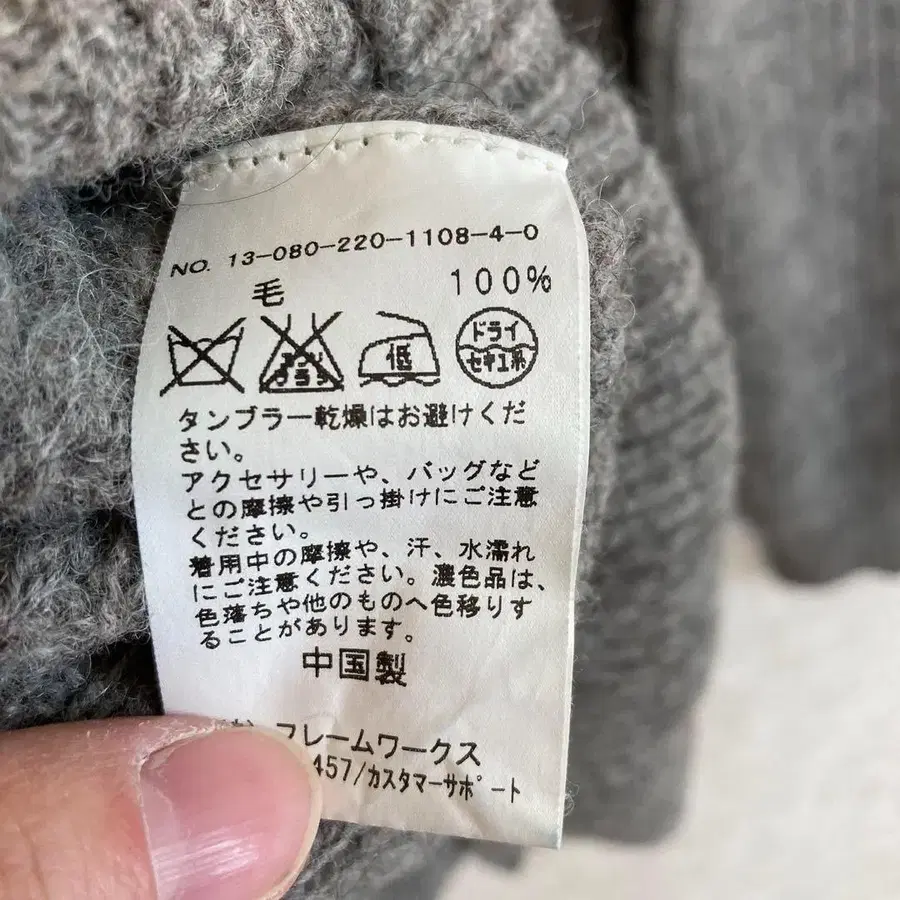 NO. 13-080-220-1108-4-0
毛 100%
エンソ サラシ
低
ドライ
セキユ系
タンブラー乾燥はお避けくだ
さい。
アクセサリーや、バッグなど
との摩擦や引っ掛けにご注意
ください。
着用中の摩擦や、汗、水濡れ
にご注意ください。濃色品は、
色落ちや他のものへ色移りす
ることがあります。
中国製
フレームワークス
457/カスタマーサポート